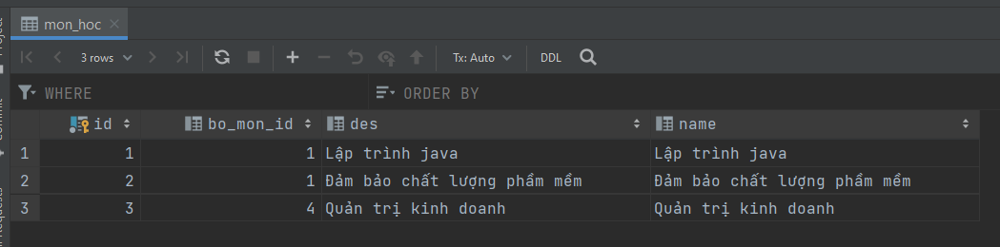 mon_hoc
3 rows
Tx: Auto
DDL
WHERE
ORDER BY
id bo_mon_id des name
1 1 1 Lập trình java Lập trình java
2 2 1 Đảm bảo chất lượng phầm mềm Đảm bảo chất lượng phầm mềm
3 3 4 Quản trị kinh doanh Quản trị kinh doanh